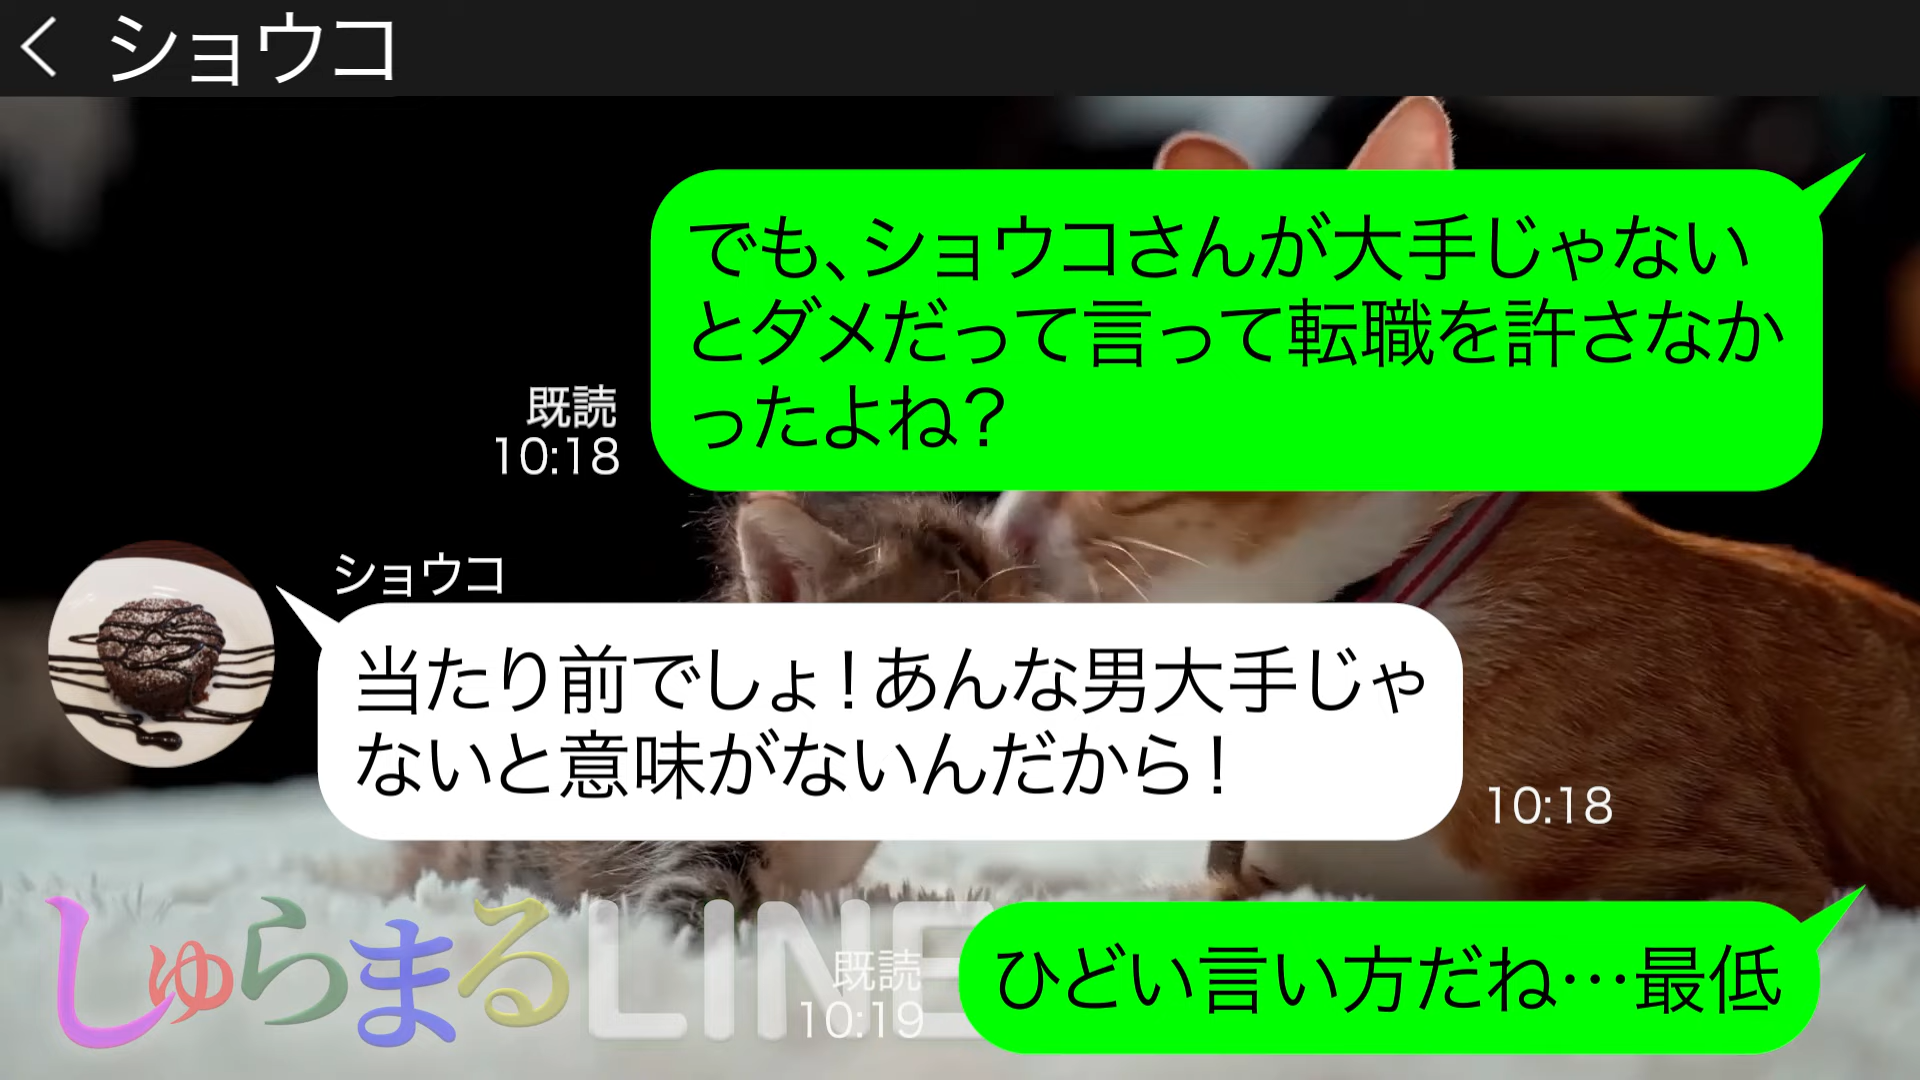 ショウコ
でも、ショウコさんが大手じゃない
とダメだって言って転職を許さなか
ったよね？
既読
10:18
ショウコ
当たり前でしょ！あんな男大手じゃ
ないと意味がないんだから！
10:18
ひどい言い方だね…最低
既読
10:19
しゅらまるLINE